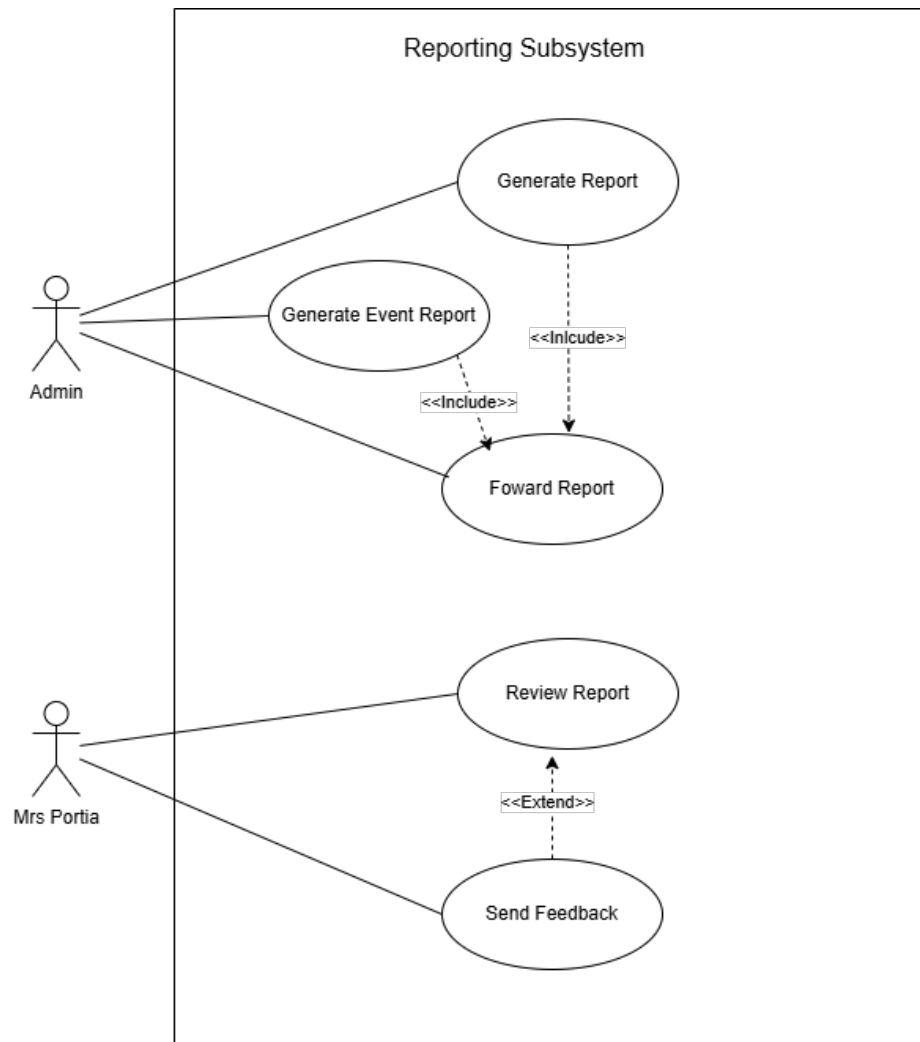 Reporting Subsystem
Generate Report
Generate Event Report
<<Inlcude>>
Admin
<<Include>>
Foward Report
Review Report
<<Extend>>
Mrs Portia
Send Feedback